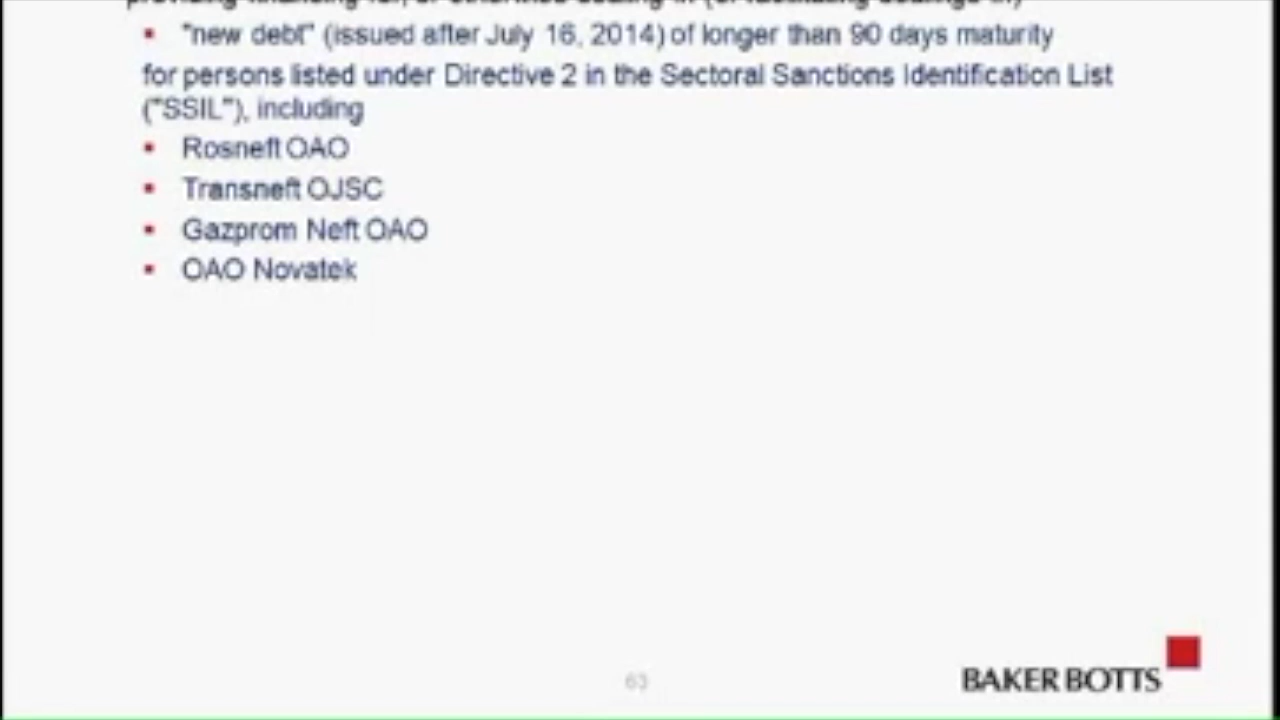 providing financing for, or otherwise dealing in (or facilitating dealings in)
▪ "new debt" (issued after July 16, 2014) of longer than 90 days maturity
for persons listed under Directive 2 in the Sectoral Sanctions Identification List
("SSIL"), including
▪ Rosneft OAO
▪ Transneft OJSC
▪ Gazprom Neft OAO
▪ OAO Novatek
63
BAKER BOTTS